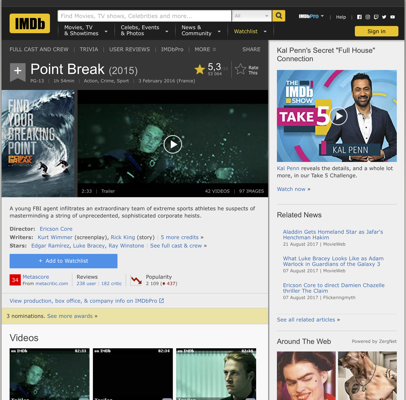 IMDb
Find Movies, TV shows, Celebrities and more...
All
IMDbPro
Help
Movies, TV & Showtimes
Celebs, Events & Photos
News & Community
Watchlist
Sign in
FULL CAST AND CREW | TRIVIA | USER REVIEWS | IMDbPro | MORE
SHARE
Point Break (2015)
PG-13 | 1h 54min | Action, Crime, Sport | 3 February 2016 (France)
5,3
Rate This
FIND YOUR BREAKING POINT
POINT BREAK
2:33 | Trailer
42 VIDEOS | 97 IMAGES
A young FBI agent infiltrates an extraordinary team of extreme sports athletes he suspects of
masterminding a string of unprecedented, sophisticated corporate heists.
Director: Ericson Core
Writers: Kurt Wimmer (screenplay), Rick King (story) | 5 more credits »
Stars: Edgar Ramírez, Luke Bracey, Ray Winstone | See full cast & crew »
+ Add to Watchlist
34
Metascore
From metacritic.com
Reviews
238 user | 182 critic
Popularity
2 109 (437)
View production, box office, & company info on IMDbPro
3 nominations. See more awards »
Videos
Kal Penn's Secret "Full House"
Connection
THE IMDb SHOW
TAKE 5
KAL PENN
Kal Penn reveals the details, and a whole lot
more, in our Take 5 Challenge.
Watch now »
Related News
Aladdin Gets Homeland Star as Jafar's
Henchman Hakim
21 August 2017 | MovieWeb
What Luke Bracey Looks Like as Adam
Warlock in Guardians of the Galaxy 3
07 August 2017 | MovieWeb
Ericson Core to direct Damien Chazelle
thriller The Claim
07 August 2017 | Flickeringmyth
See all related articles »
Around The Web
Powered by Zergnet